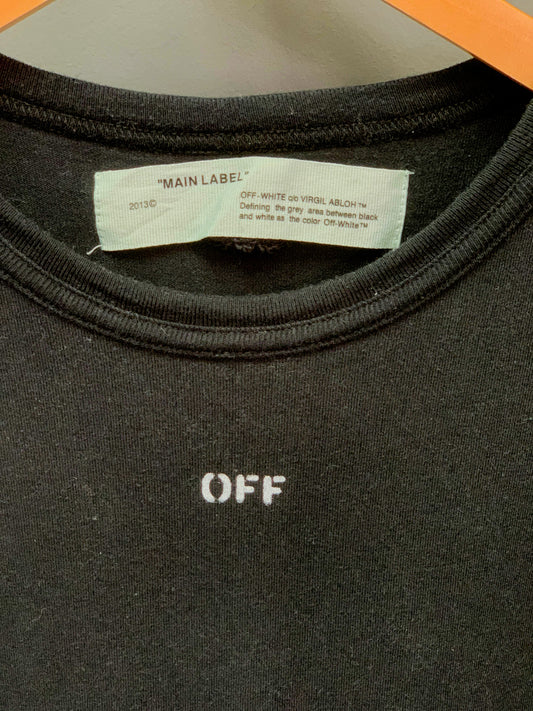 "MAIN LABEL"
2013©
OFF-WHITE c/o VIRGIL ABLOH™
Defining the grey area between black
and white as the color Off-White™
OFF